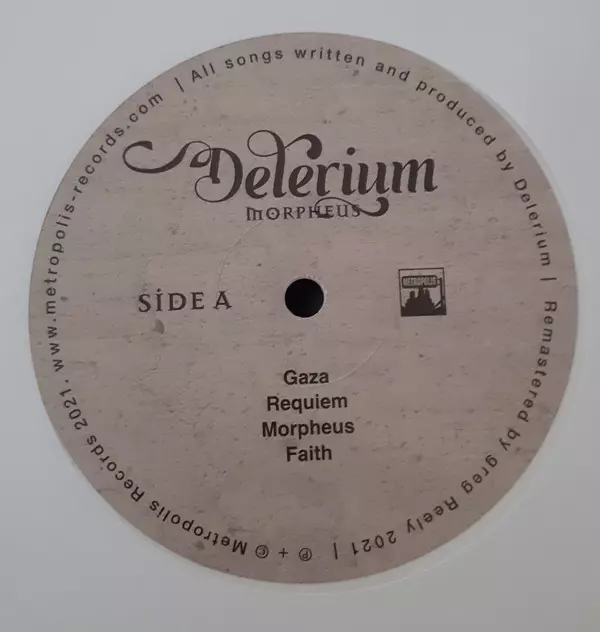 Delerium
MORPHEUS
SIDE A
METROPOLIS
Gaza
Requiem
Morpheus
Faith
| All songs written and produced by Delerium | Remastered by greg Reely 2021 | ℗ + © Metropolis Records 2021. www.metropolis-records.com